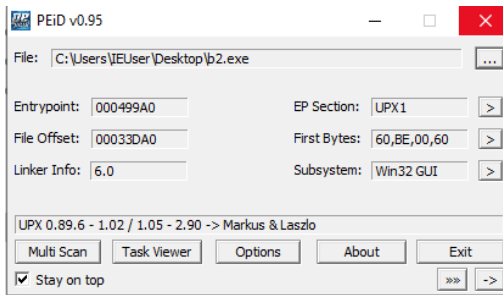 PEiD v0.95
File: C:\Users\IEUser\Desktop\b2.exe ...
Entrypoint: 000499A0 EP Section: UPX1 >
File Offset: 00033DA0 First Bytes: 60,BE,00,60 >
Linker Info: 6.0 Subsystem: Win32 GUI >
UPX 0.89.6 - 1.02 / 1.05 - 2.90 -> Markus & Laszlo
Multi Scan Task Viewer Options About Exit
Stay on top »» ->